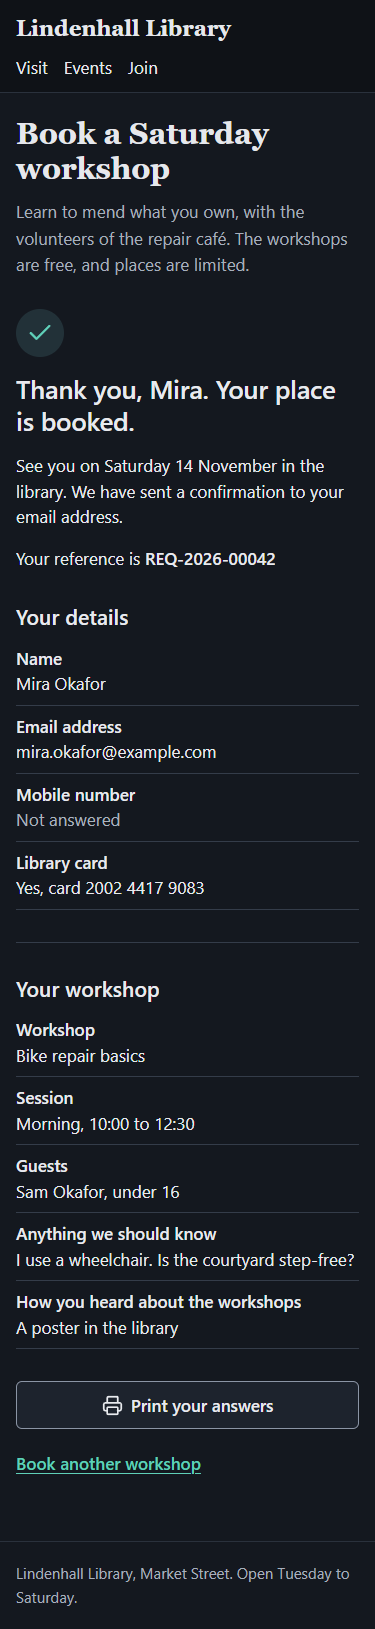 Lindenhall Library
Visit Events Join
Book a Saturday
workshop
Learn to mend what you own, with the
volunteers of the repair café. The workshops
are free, and places are limited.
Thank you, Mira. Your place
is booked.
See you on Saturday 14 November in the
library. We have sent a confirmation to your
email address.
Your reference is REQ-2026-00042
Your details
Name
Mira Okafor
Email address
mira.okafor@example.com
Mobile number
Not answered
Library card
Yes, card 2002 4417 9083
Your workshop
Workshop
Bike repair basics
Session
Morning, 10:00 to 12:30
Guests
Sam Okafor, under 16
Anything we should know
I use a wheelchair. Is the courtyard step-free?
How you heard about the workshops
A poster in the library
Print your answers
Book another workshop
Lindenhall Library, Market Street. Open Tuesday to
Saturday.